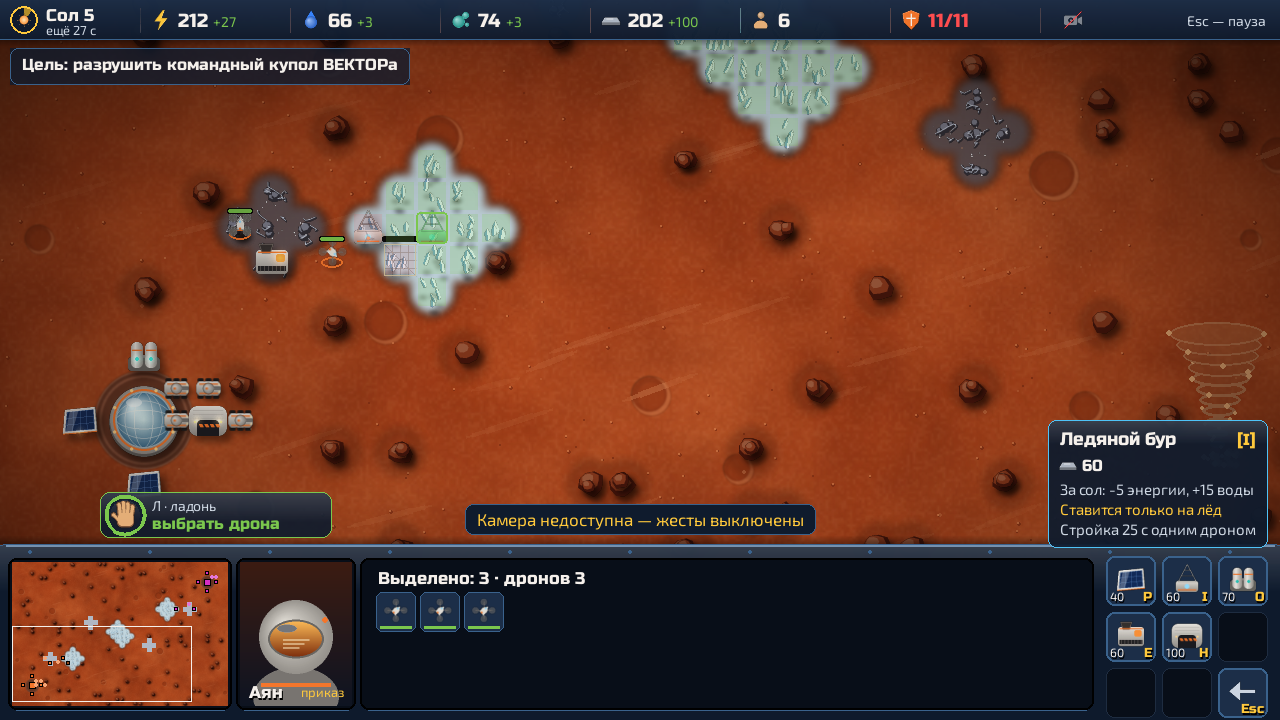 Сол 5
ещё 27 с
212 +27
66 +3
74 +3
202 +100
6
11/11
Esc — пауза
Цель: разрушить командный купол ВЕКТОРа
Ледяной бур [I]
60
За сол: -5 энергии, +15 воды
Ставится только на лёд
Стройка 25 с одним дроном
Л · ладонь
выбрать дрона
Камера недоступна — жесты выключены
Выделено: 3 · дронов 3
Аян приказ
40 P
60 I
70 O
60 E
100 H
Esc